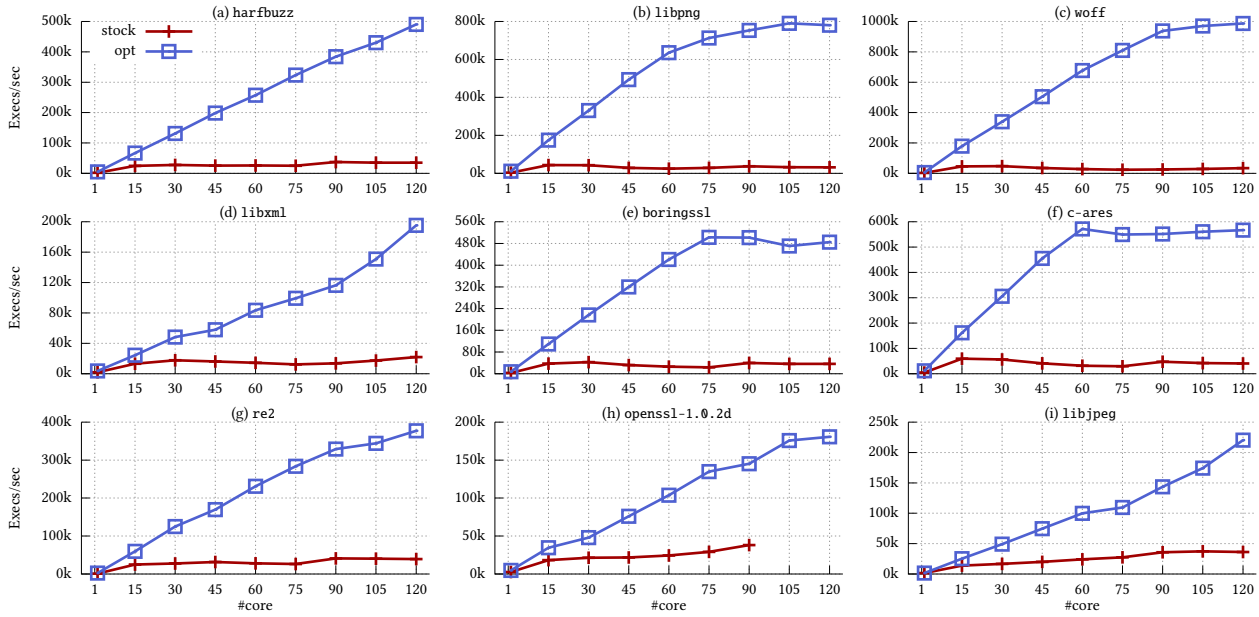 (a) harfbuzz
500k
400k
300k
200k
100k
0k
Execs/sec
stock
opt
1 15 30 45 60 75 90 105 120
(b) libpng
800k
600k
400k
200k
0k
1 15 30 45 60 75 90 105 120
(c) woff
1000k
800k
600k
400k
200k
0k
1 15 30 45 60 75 90 105 120
(d) libxml
200k
160k
120k
80k
40k
0k
Execs/sec
1 15 30 45 60 75 90 105 120
(e) boringssl
560k
480k
400k
320k
240k
160k
80k
0k
1 15 30 45 60 75 90 105 120
(f) c-ares
600k
500k
400k
300k
200k
100k
0k
1 15 30 45 60 75 90 105 120
(g) re2
400k
300k
200k
100k
0k
Execs/sec
1 15 30 45 60 75 90 105 120
#core
(h) openssl-1.0.2d
200k
150k
100k
50k
0k
1 15 30 45 60 75 90 105 120
#core
(i) libjpeg
250k
200k
150k
100k
50k
0k
1 15 30 45 60 75 90 105 120
#core